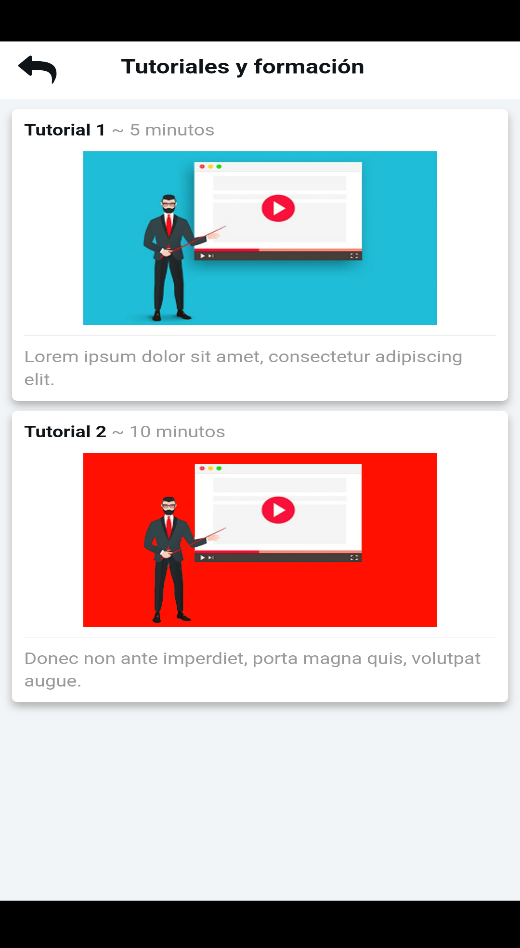 Tutoriales y formación
Tutorial 1 ~ 5 minutos
Lorem ipsum dolor sit amet, consectetur adipiscing
elit.
Tutorial 2 ~ 10 minutos
Donec non ante imperdiet, porta magna quis, volutpat
augue.